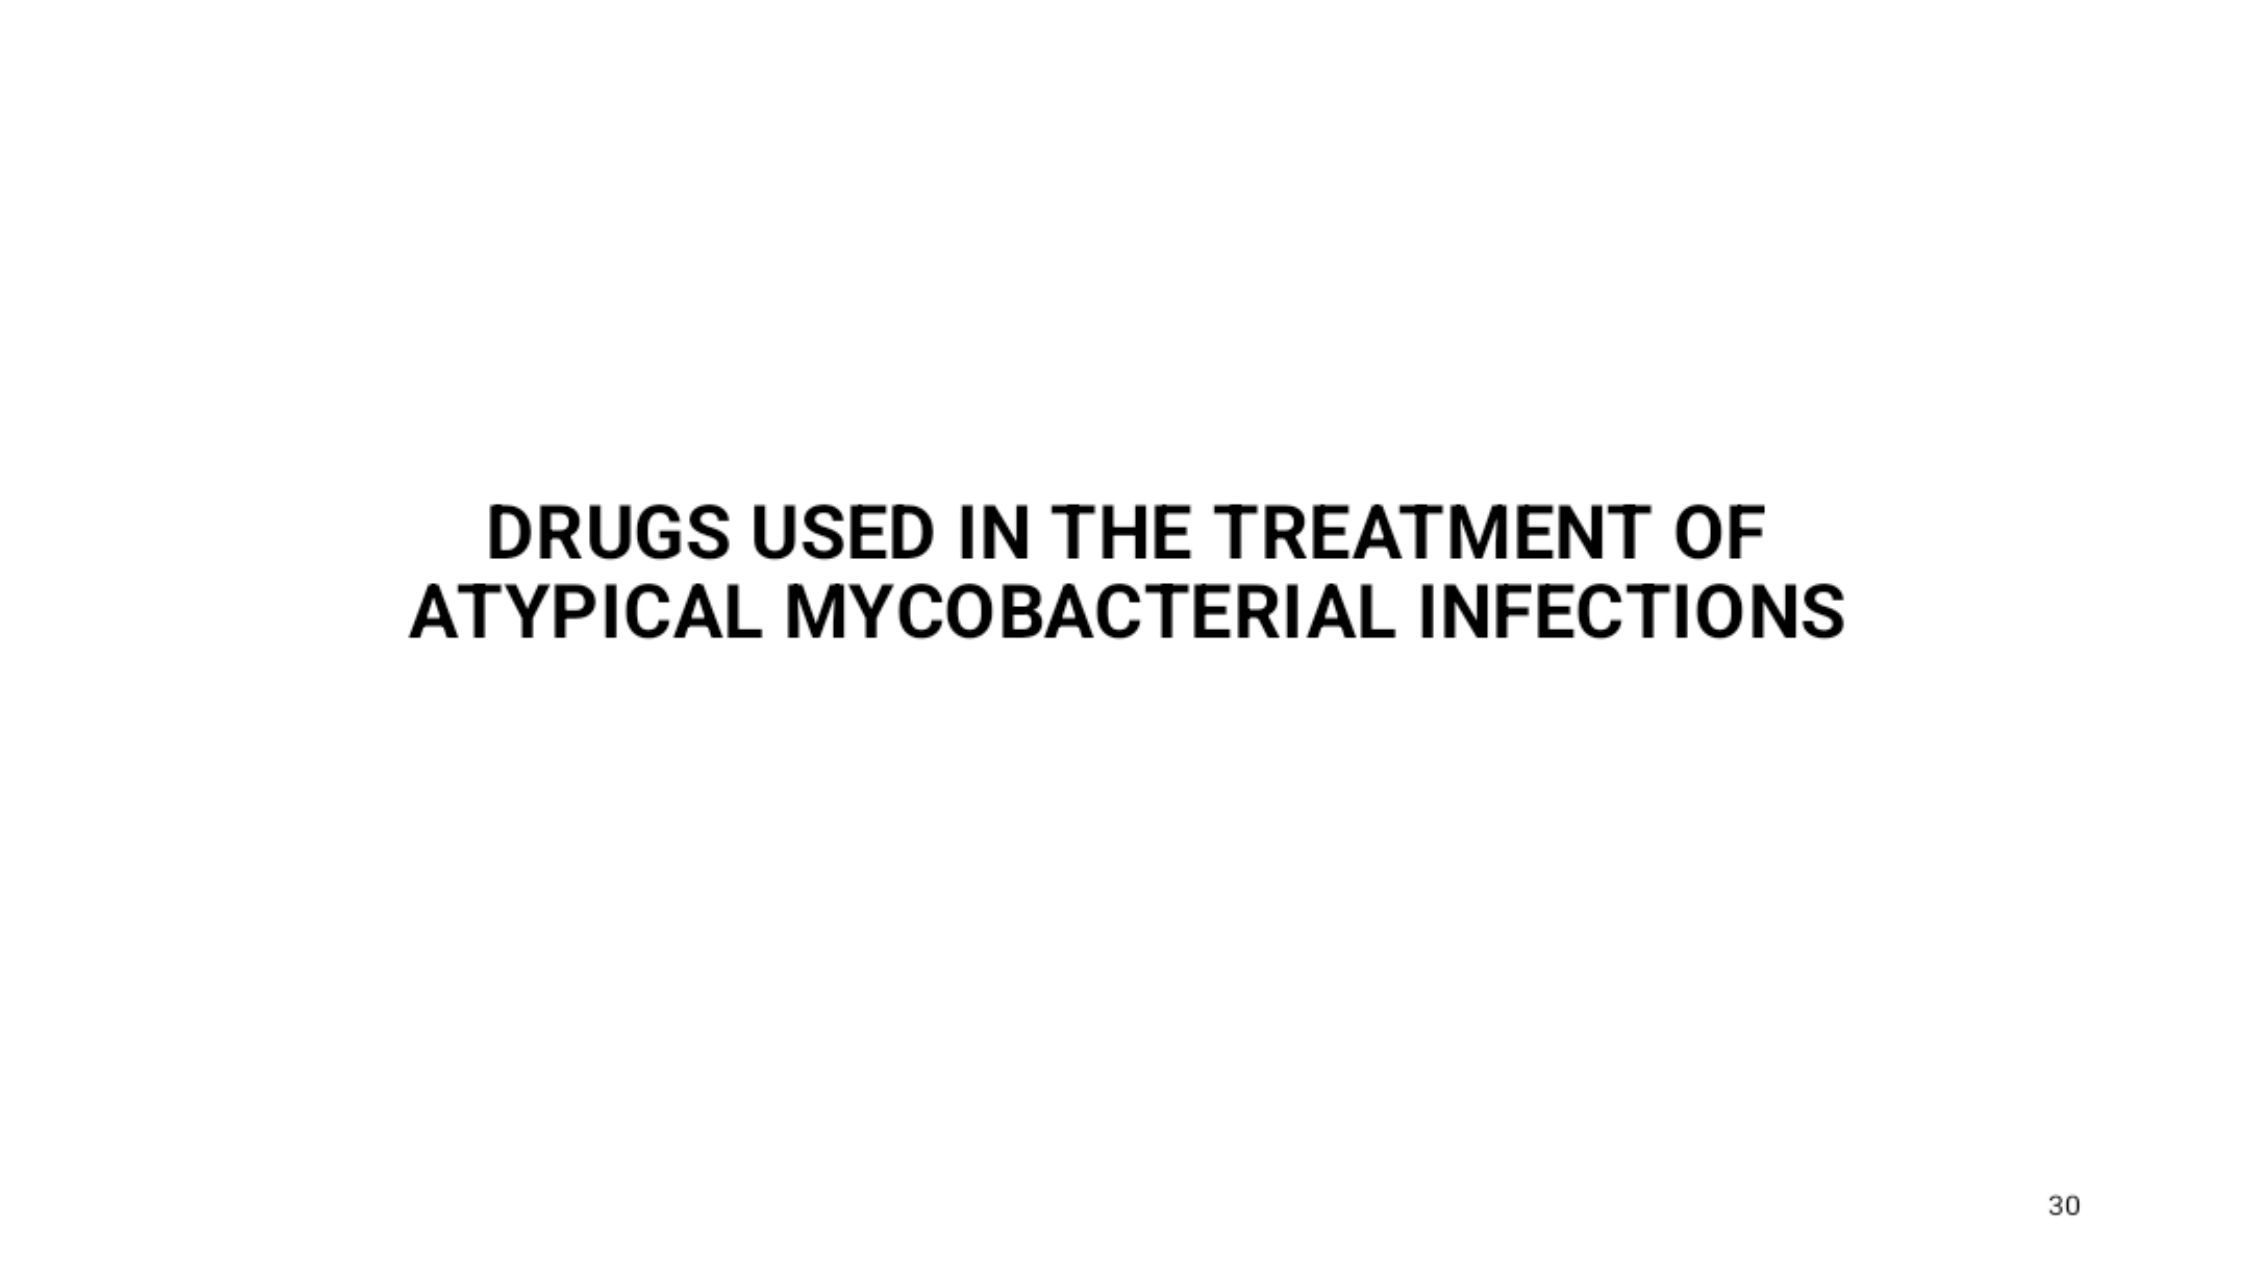 DRUGS USED IN THE TREATMENT OF
ATYPICAL MYCOBACTERIAL INFECTIONS
30